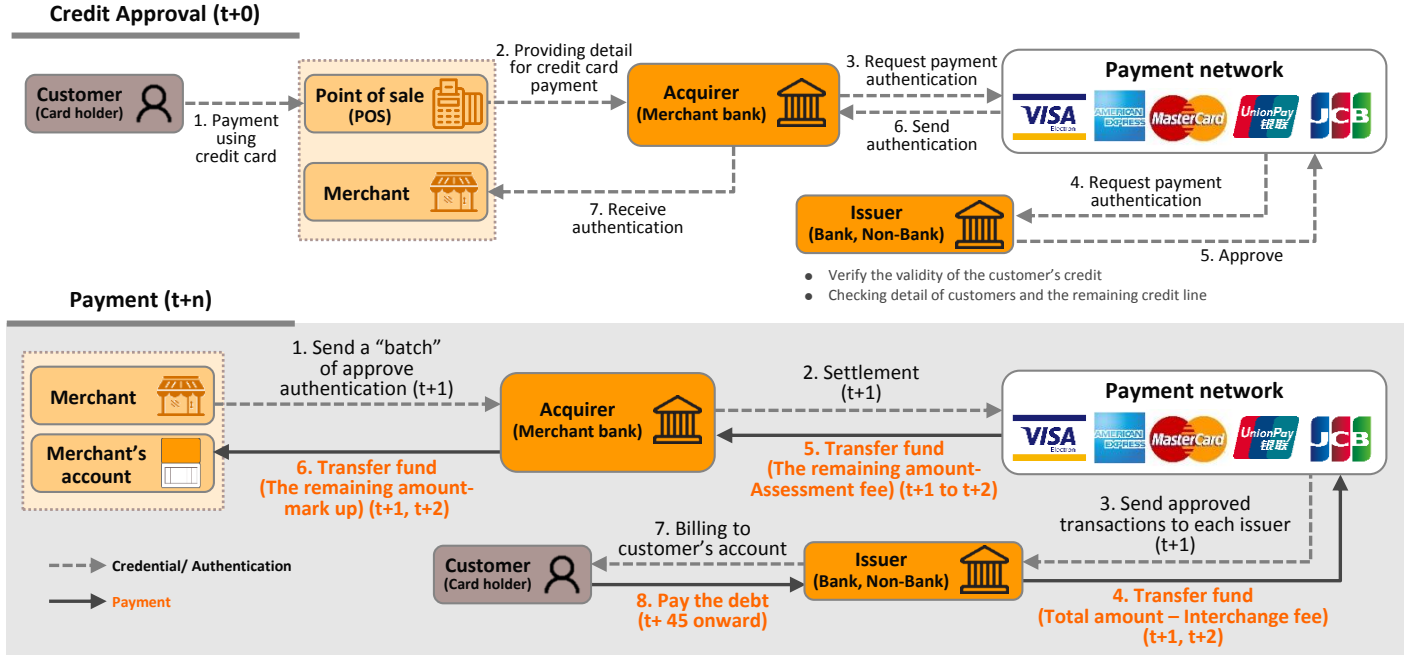 Credit Approval (t+0)
Customer
(Card holder)
1. Payment
using
credit card
Point of sale
(POS)
Merchant
2. Providing detail
for credit card
payment
Acquirer
(Merchant bank)
3. Request payment
authentication
6. Send
authentication
7. Receive
authentication
Payment network
VISA
Electron
AMERICAN
EXPRESS
MasterCard
UnionPay
银联
JCB
4. Request payment
authentication
Issuer
(Bank, Non-Bank)
5. Approve
● Verify the validity of the customer's credit
● Checking detail of customers and the remaining credit line
Payment (t+n)
Merchant
Merchant's
account
1. Send a “batch”
of approve
authentication (t+1)
6. Transfer fund
(The remaining amount-
mark up) (t+1, t+2)
Acquirer
(Merchant bank)
2. Settlement
(t+1)
5. Transfer fund
(The remaining amount-
Assessment fee) (t+1 to t+2)
Payment network
VISA
Electron
AMERICAN
EXPRESS
MasterCard
UnionPay
银联
JCB
3. Send approved
transactions to each issuer
(t+1)
7. Billing to
customer's account
Customer
(Card holder)
8. Pay the debt
(t+ 45 onward)
Issuer
(Bank, Non-Bank)
4. Transfer fund
(Total amount – Interchange fee)
(t+1, t+2)
Credential/ Authentication
Payment